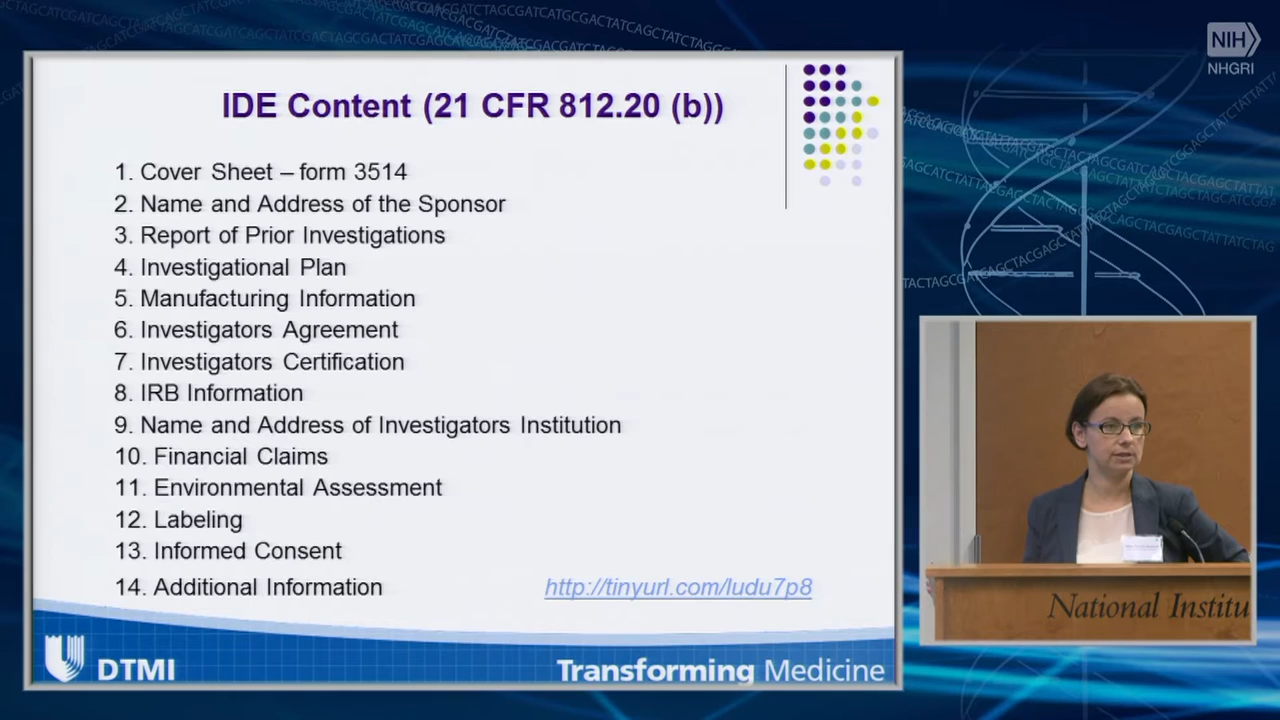 NIH
NHGRI
IDE Content (21 CFR 812.20 (b))
1. Cover Sheet – form 3514
2. Name and Address of the Sponsor
3. Report of Prior Investigations
4. Investigational Plan
5. Manufacturing Information
6. Investigators Agreement
7. Investigators Certification
8. IRB Information
9. Name and Address of Investigators Institution
10. Financial Claims
11. Environmental Assessment
12. Labeling
13. Informed Consent
14. Additional Information http://tinyurl.com/ludu7p8
DTMI
Transforming Medicine
National Institu